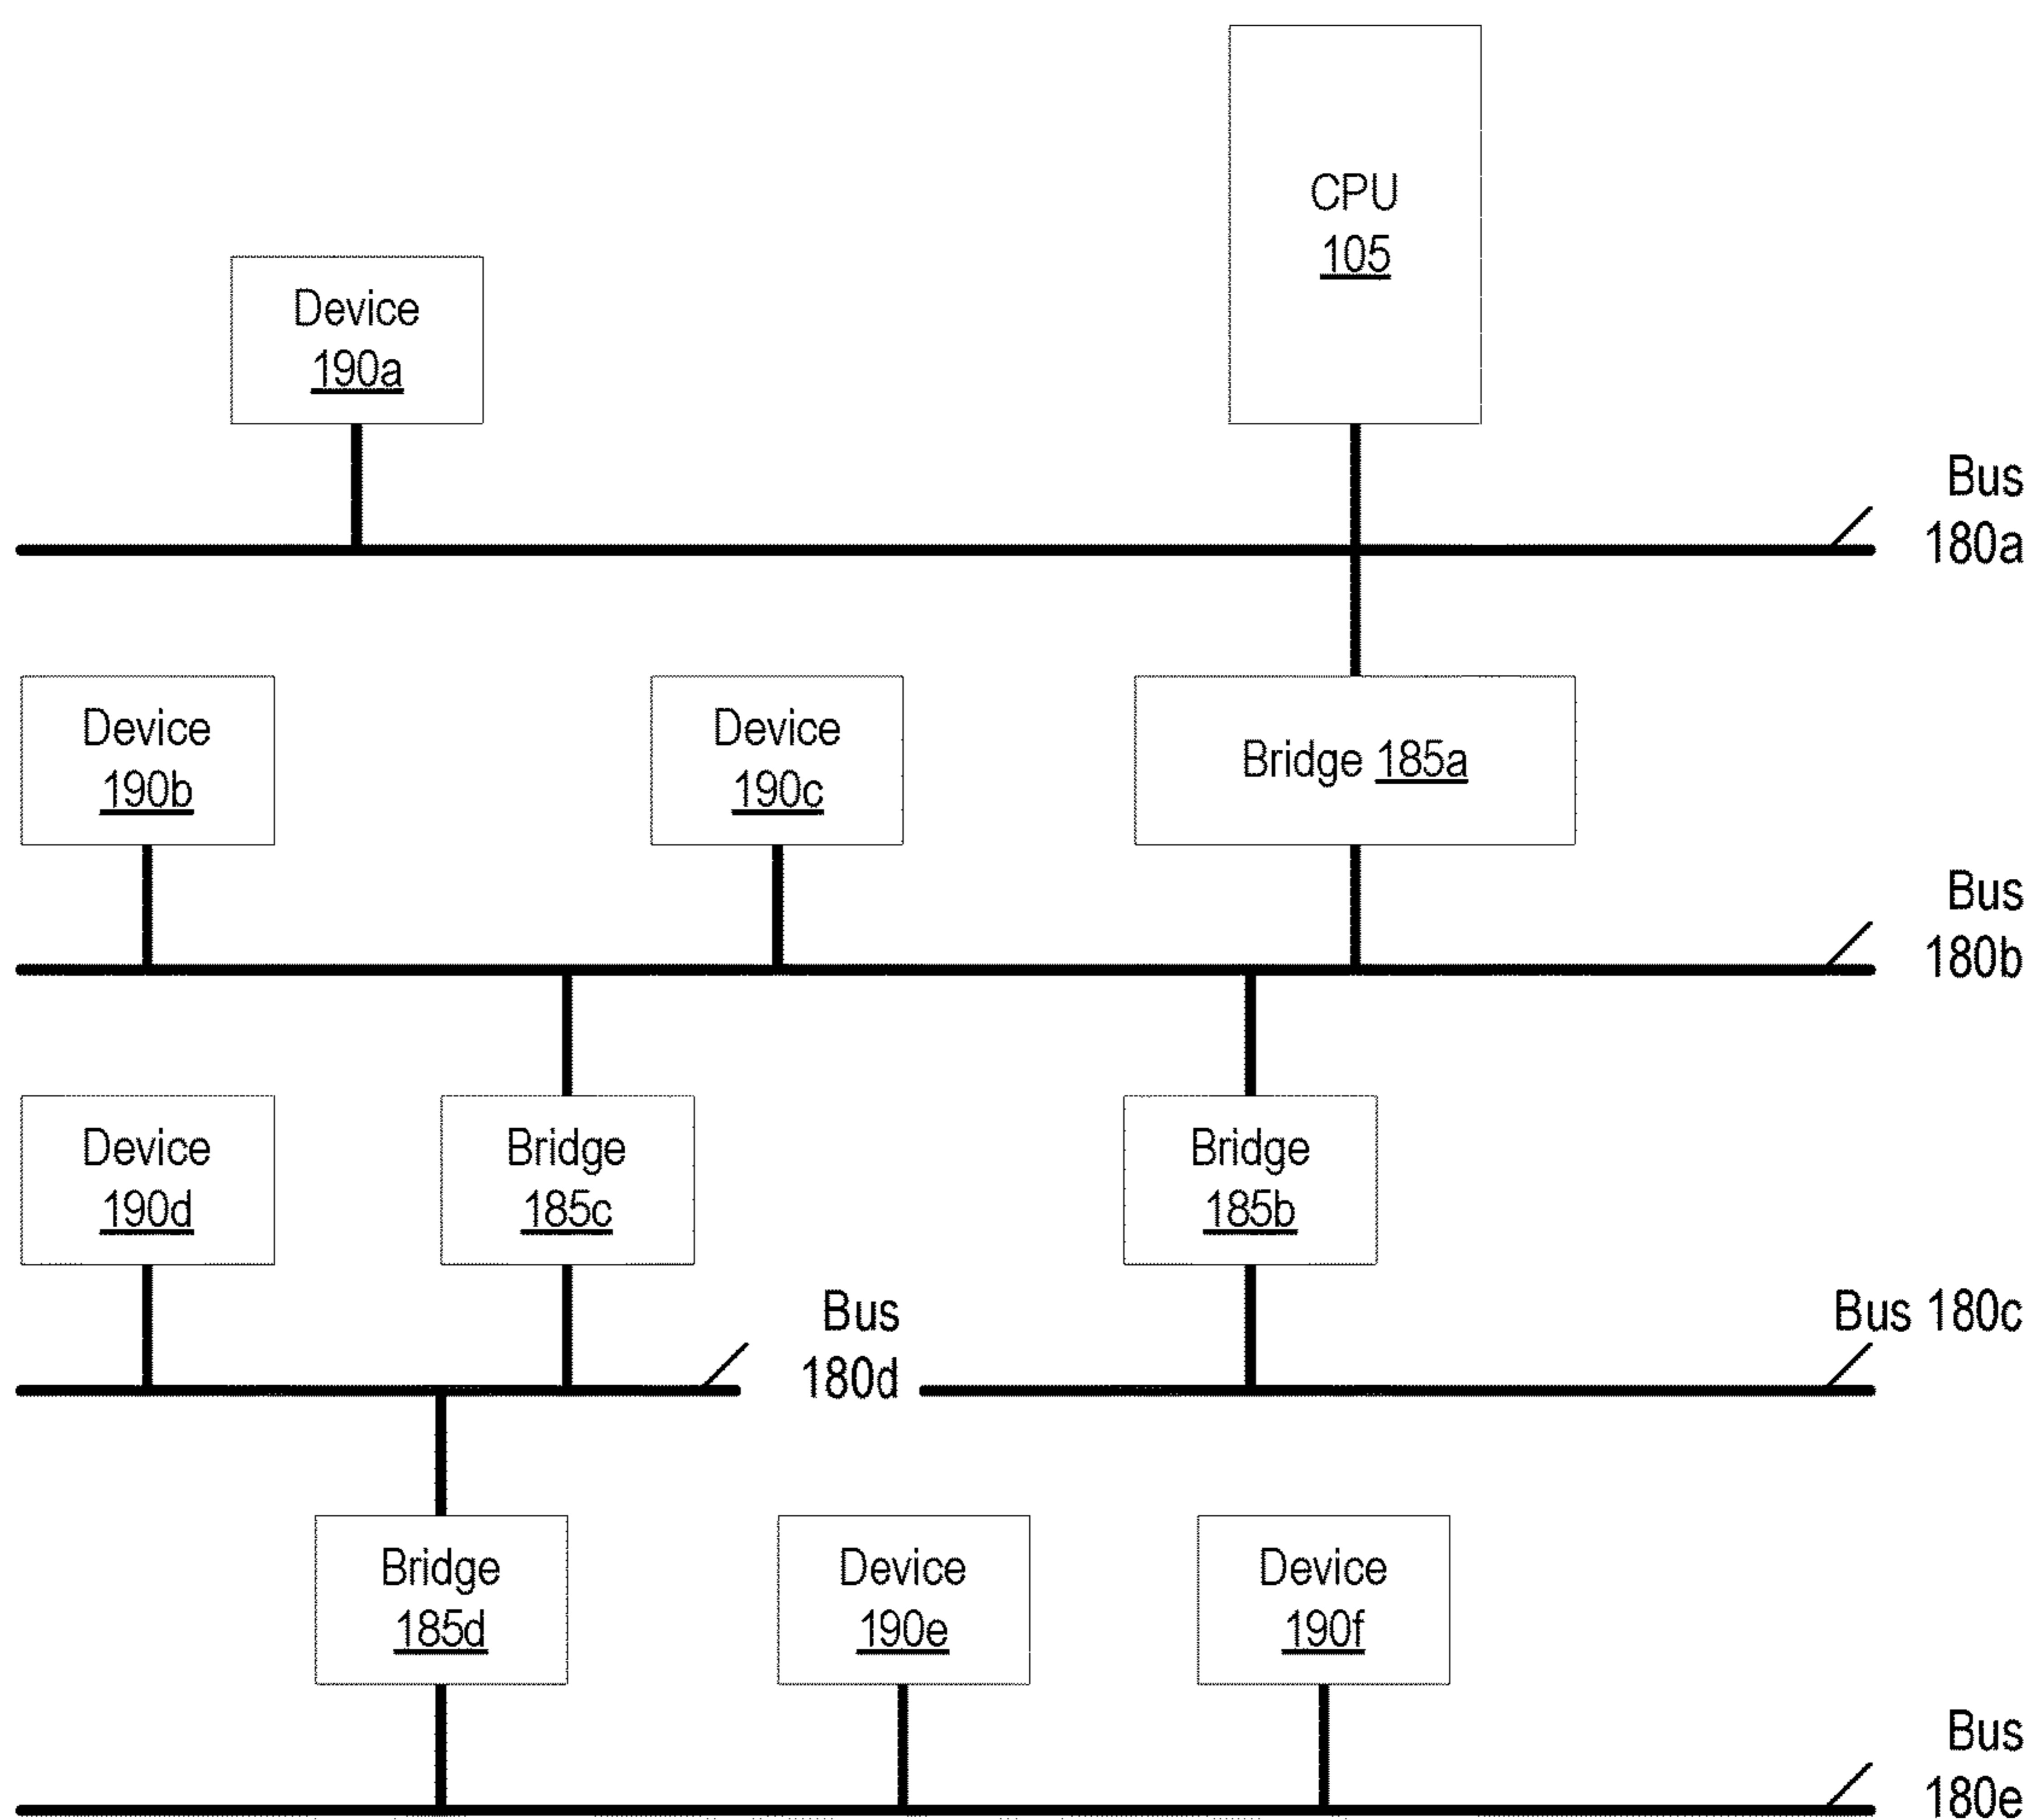 CPU
105
Device
190a
Bus
180a
Device
190b
Device
190c
Bridge 185a
Bus
180b
Device
190d
Bridge
185c
Bridge
185b
Bus
180d
Bus 180c
Bridge
185d
Device
190e
Device
190f
Bus
180e